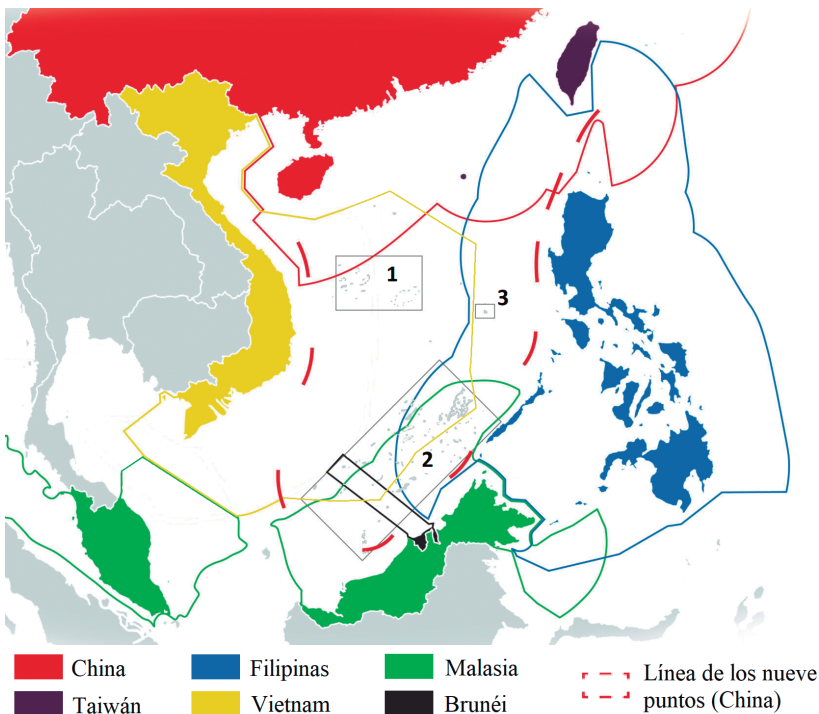 1
3
2
China
Filipinas
Malasia
Línea de los nueve
puntos (China)
Taiwán
Vietnam
Brunéi